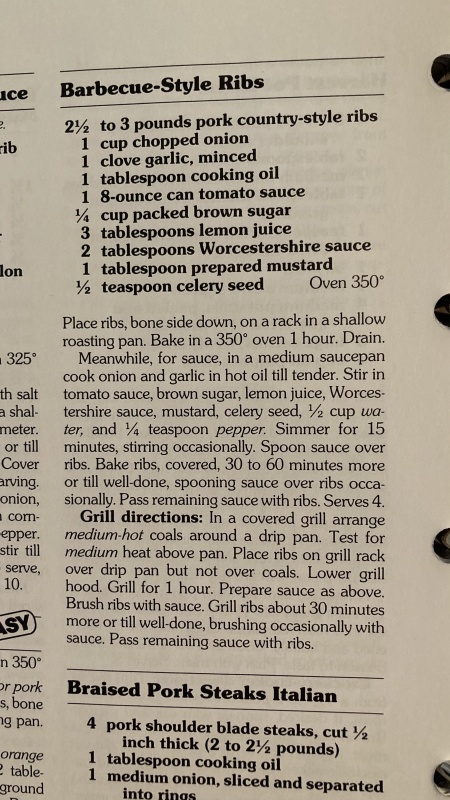 uce
e.
rib
lon
325°
th salt
a shal-
meter.
or till
Cover
arving.
onion,
corn-
epper.
stir till
serve,
10.
ASY
n 350°
or pork
s, bone
ng pan.
orange
2 table-
ground
Barbecue-Style Ribs
2½ to 3 pounds pork country-style ribs
1 cup chopped onion
1 clove garlic, minced
1 tablespoon cooking oil
1 8-ounce can tomato sauce
¼ cup packed brown sugar
3 tablespoons lemon juice
2 tablespoons Worcestershire sauce
1 tablespoon prepared mustard
½ teaspoon celery seed Oven 350°
Place ribs, bone side down, on a rack in a shallow
roasting pan. Bake in a 350° oven 1 hour. Drain.
Meanwhile, for sauce, in a medium saucepan
cook onion and garlic in hot oil till tender. Stir in
tomato sauce, brown sugar, lemon juice, Worces-
tershire sauce, mustard, celery seed, ½ cup wa-
ter, and ¼ teaspoon pepper. Simmer for 15
minutes, stirring occasionally. Spoon sauce over
ribs. Bake ribs, covered, 30 to 60 minutes more
or till well-done, spooning sauce over ribs occa-
sionally. Pass remaining sauce with ribs. Serves 4.
Grill directions: In a covered grill arrange
medium-hot coals around a drip pan. Test for
medium heat above pan. Place ribs on grill rack
over drip pan but not over coals. Lower grill
hood. Grill for 1 hour. Prepare sauce as above.
Brush ribs with sauce. Grill ribs about 30 minutes
more or till well-done, brushing occasionally with
sauce. Pass remaining sauce with ribs.
Braised Pork Steaks Italian
4 pork shoulder blade steaks, cut ½
inch thick (2 to 2½ pounds)
1 tablespoon cooking oil
1 medium onion, sliced and separated
into rings